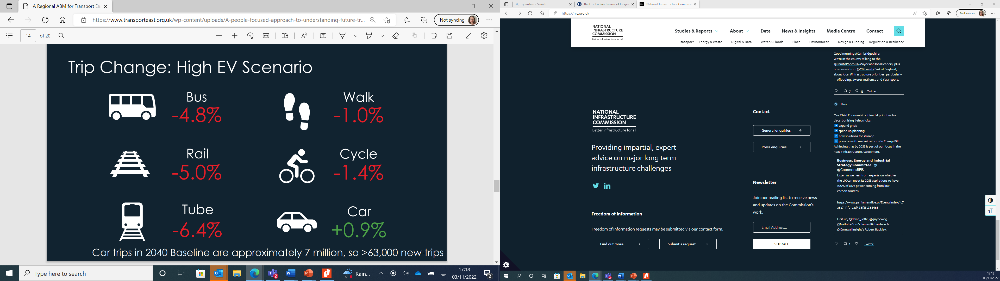 A Regional ABM for Transport Ea
https://www.transporteast.org.uk/wp-content/uploads/A-people-focused-approach-to-understanding-future-tr...
Not syncing
14 of 20
Trip Change: High EV Scenario
Bus
-4.8%
Walk
-1.0%
Rail
-5.0%
Cycle
-1.4%
Tube
-6.4%
Car
+0.9%
Car trips in 2040 Baseline are approximately 7 million, so >63,000 new trips
Type here to search
2
Rain...
17:18
03/11/2022
2
guardian - Search
Bank of England warns of longes
National Infrastructure Commiss
https://nic.org.uk
Not syncing
NATIONAL
INFRASTRUCTURE
COMMISSION
Better infrastructure for all
Studies & Reports
About
Data
News & Insights
Media Centre
Contact
Transport
Energy & Waste
Digital & Data
Water & Floods
Place
Environment
Design & Funding
Regulation & Resilience
NATIONAL
INFRASTRUCTURE
COMMISSION
Better infrastructure for all
Providing impartial, expert
advice on major long term
infrastructure challenges
Freedom of Information
Freedom of Information requests may be submitted via our contact form.
Find out more
Submit a request
Contact
General enquiries
Press enquiries
Newsletter
Join our mailing list to receive news
and updates on the Commission's
work.
Email Address...
SUBMIT
Good morning #Cambridgeshire.
We're in the county talking to the
@CambsPboroCA Mayor and local leaders, plus
businesses from @CBItweets East of England,
about local #infrastructure priorities, particularly
in #flooding, #water resilience and #transport.
7 13 Twitter
1 Nov
Our Chief Economist outlined 4 priorities for
decarbonising #electricity:
expand grids
speed up planning
new solutions for storage
press on with market reforms in Energy Bill
Achieving that by 2035 is part of our focus in the
next #Infrastructure Assessment.
Business, Energy and Industrial
Strategy Committee
@CommonsBEIS
Listen as we hear from experts on whether
the UK can meet its 2035 aspirations to have
100% of UK's power coming from low-
carbon sources.
https://www.parliamentlive.tv/Event/Index/fc7
a6a7-41fb-aad7-38f83e368468
First up, @david_joffe, @guynewey,
@NatInfraCom's James Richardson &
@CornwallInsight's Robert Buckley.
1 Twitter
2
17:18
03/11/2022